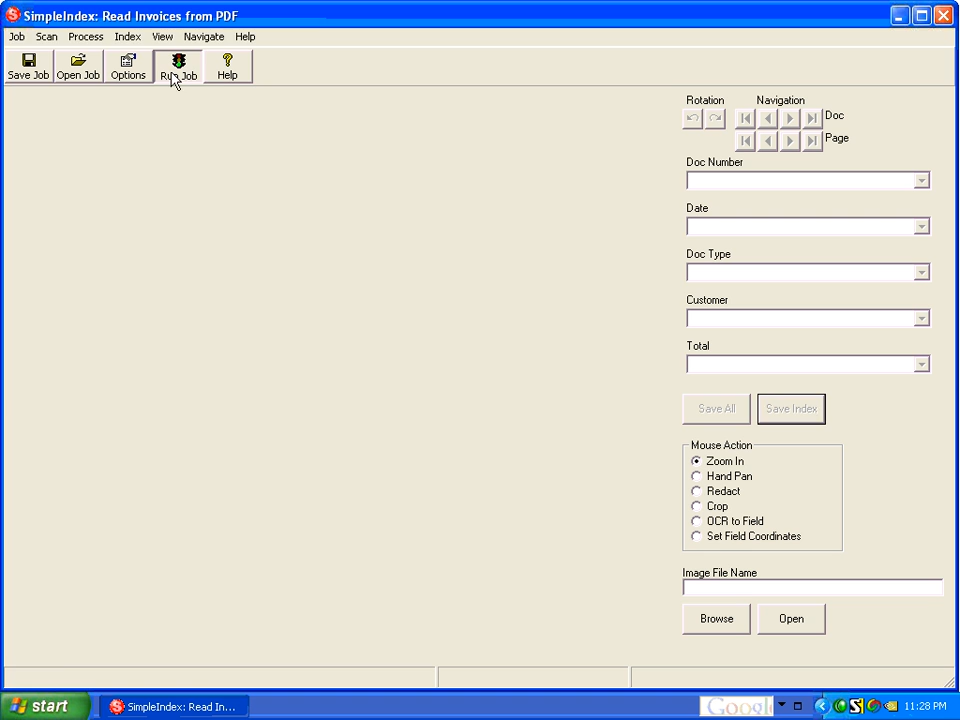 SimpleIndex: Read Invoices from PDF
Job Scan Process Index View Navigate Help
Save Job Open Job Options Run Job Help
Rotation Navigation
Doc
Page
Doc Number
Date
Doc Type
Customer
Total
Save All Save Index
Mouse Action
Zoom In
Hand Pan
Redact
Crop
OCR to Field
Set Field Coordinates
Image File Name
Browse Open
start SimpleIndex: Read In... Google 11:28 PM